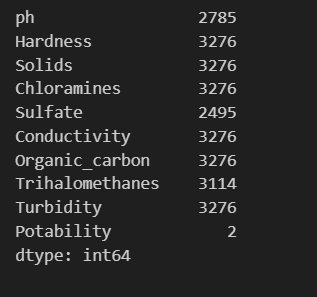 ph 2785
Hardness 3276
Solids 3276
Chloramines 3276
Sulfate 2495
Conductivity 3276
Organic_carbon 3276
Trihalomethanes 3114
Turbidity 3276
Potability 2
dtype: int64